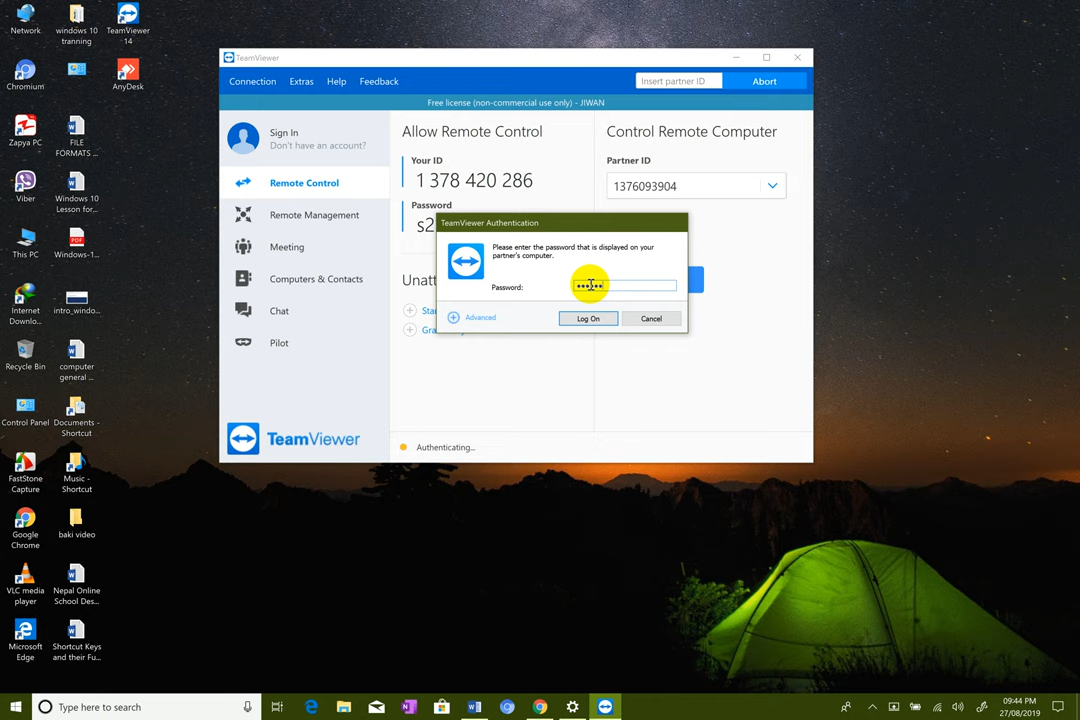 Network
windows 10
tranning
TeamViewer
14
Chromium
AnyDesk
Zapya PC
FILE
FORMATS ...
Viber
Windows 10
Lesson for...
This PC
Windows-1...
Internet
Downlo...
intro_windo...
Recycle Bin
computer
general ...
Control Panel
Documents -
Shortcut
FastStone
Capture
Music -
Shortcut
Google
Chrome
baki video
VLC media
player
Nepal Online
School Des...
Microsoft
Edge
Shortcut Keys
and their Fu...
TeamViewer
Connection Extras Help Feedback
Insert partner ID
Abort
Free license (non-commercial use only) - JIWAN
Sign In
Don't have an account?
Remote Control
Remote Management
Meeting
Computers & Contacts
Chat
Pilot
TeamViewer
Allow Remote Control
Your ID
1 378 420 286
Password
Control Remote Computer
Partner ID
1376093904
TeamViewer Authentication
Please enter the password that is displayed on your
partner's computer.
Password:
Advanced
Log On
Cancel
Authenticating...
Type here to search
09:44 PM
27/08/2019